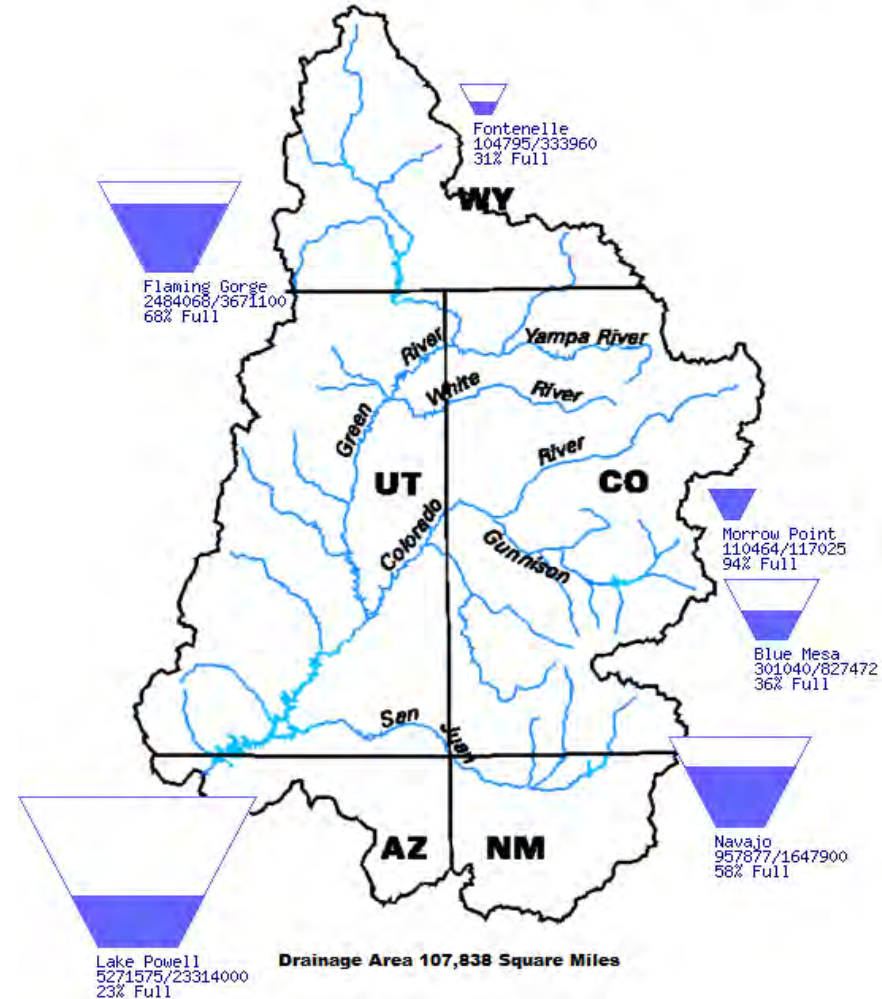 Fontenelle
104795/333960
31% Full
WY
Flaming Gorge
2484068/3671100
68% Full
River
Yampa River
White
River
Green
River
UT
CO
Colorado
Gunnison
Morrow Point
110464/117025
94% Full
Blue Mesa
301040/827472
36% Full
San
Juan
Navajo
957877/1647900
58% Full
AZ
NM
Lake Powell
5271575/23314000
23% Full
Drainage Area 107,838 Square Miles